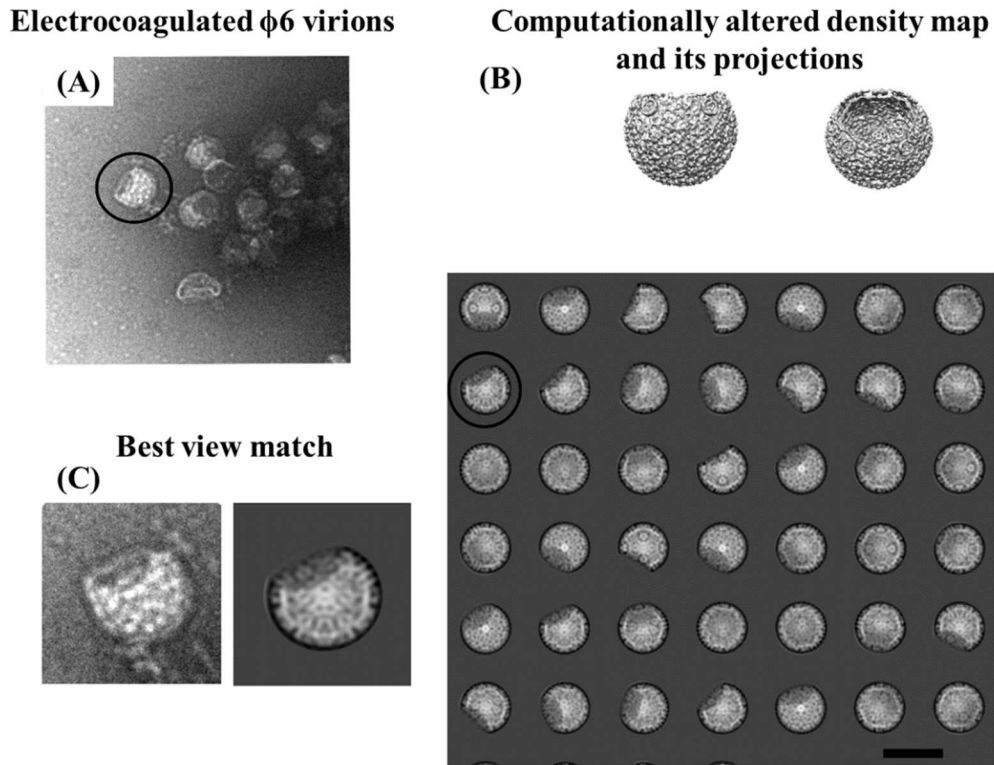 Electrocoagulated ϕ6 virions
Computationally altered density map
and its projections
(A)
(B)
Best view match
(C)